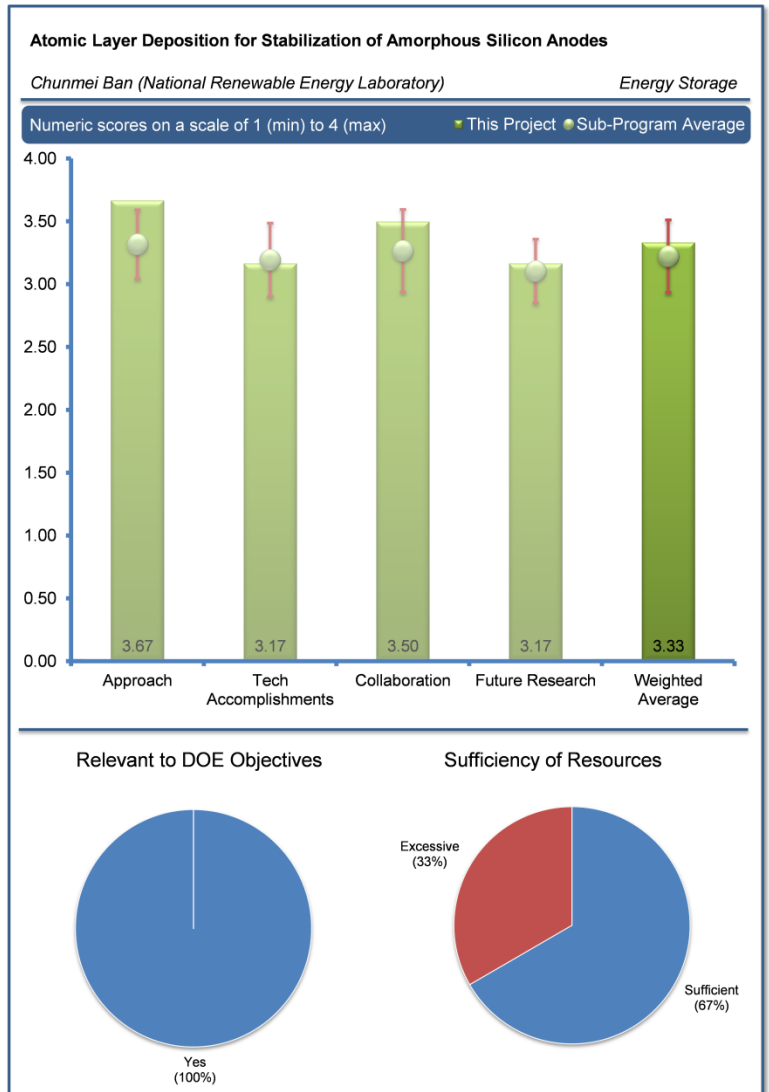 Atomic Layer Deposition for Stabilization of Amorphous Silicon Anodes
Chunmei Ban (National Renewable Energy Laboratory) Energy Storage
Numeric scores on a scale of 1 (min) to 4 (max) This Project Sub-Program Average
4.00
3.50
3.00
2.50
2.00
1.50
1.00
0.50
0.00
3.67 3.17 3.50 3.17 3.33
Approach Tech Collaboration Future Research Weighted
Accomplishments Average
Relevant to DOE Objectives Sufficiency of Resources
Excessive
(33%)
Sufficient
(67%)
Yes
(100%)